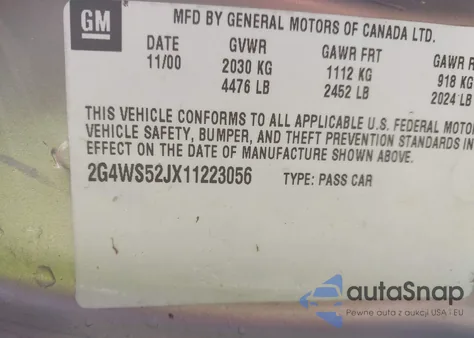 GM
MFD BY GENERAL MOTORS OF CANADA LTD.
DATE GVWR GAWR FRT GAWR R
11/00 2030 KG 1112 KG 918 KG
4476 LB 2452 LB 2024 LB
THIS VEHICLE CONFORMS TO ALL APPLICABLE U.S. FEDERAL MOTO
VEHICLE SAFETY, BUMPER, AND THEFT PREVENTION STANDARDS IN
EFFECT ON THE DATE OF MANUFACTURE SHOWN ABOVE.
2G4WS52JX11223056 TYPE: PASS CAR
autaSnap
Pewne auta z aukcji USA i EU